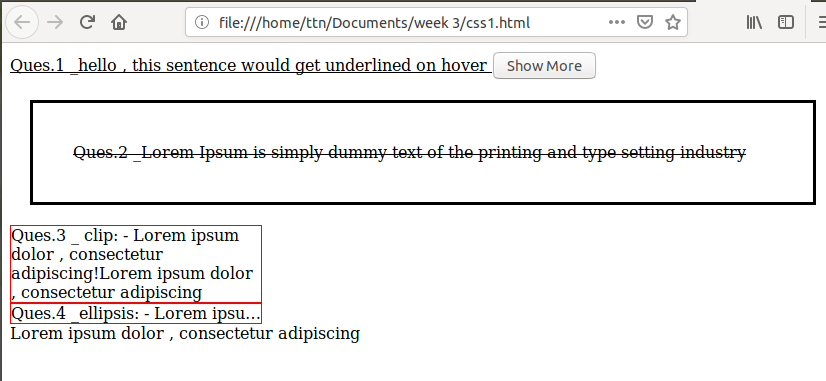 file:///home/ttn/Documents/week 3/css1.html
Ques.1 _hello , this sentence would get underlined on hover Show More
Ques.2 _Lorem Ipsum is simply dummy text of the printing and type setting industry
Ques.3 _ clip: - Lorem ipsum
dolor , consectetur
adipiscing!Lorem ipsum dolor
, consectetur adipiscing
Ques.4 _ellipsis: - Lorem ipsu...
Lorem ipsum dolor , consectetur adipiscing